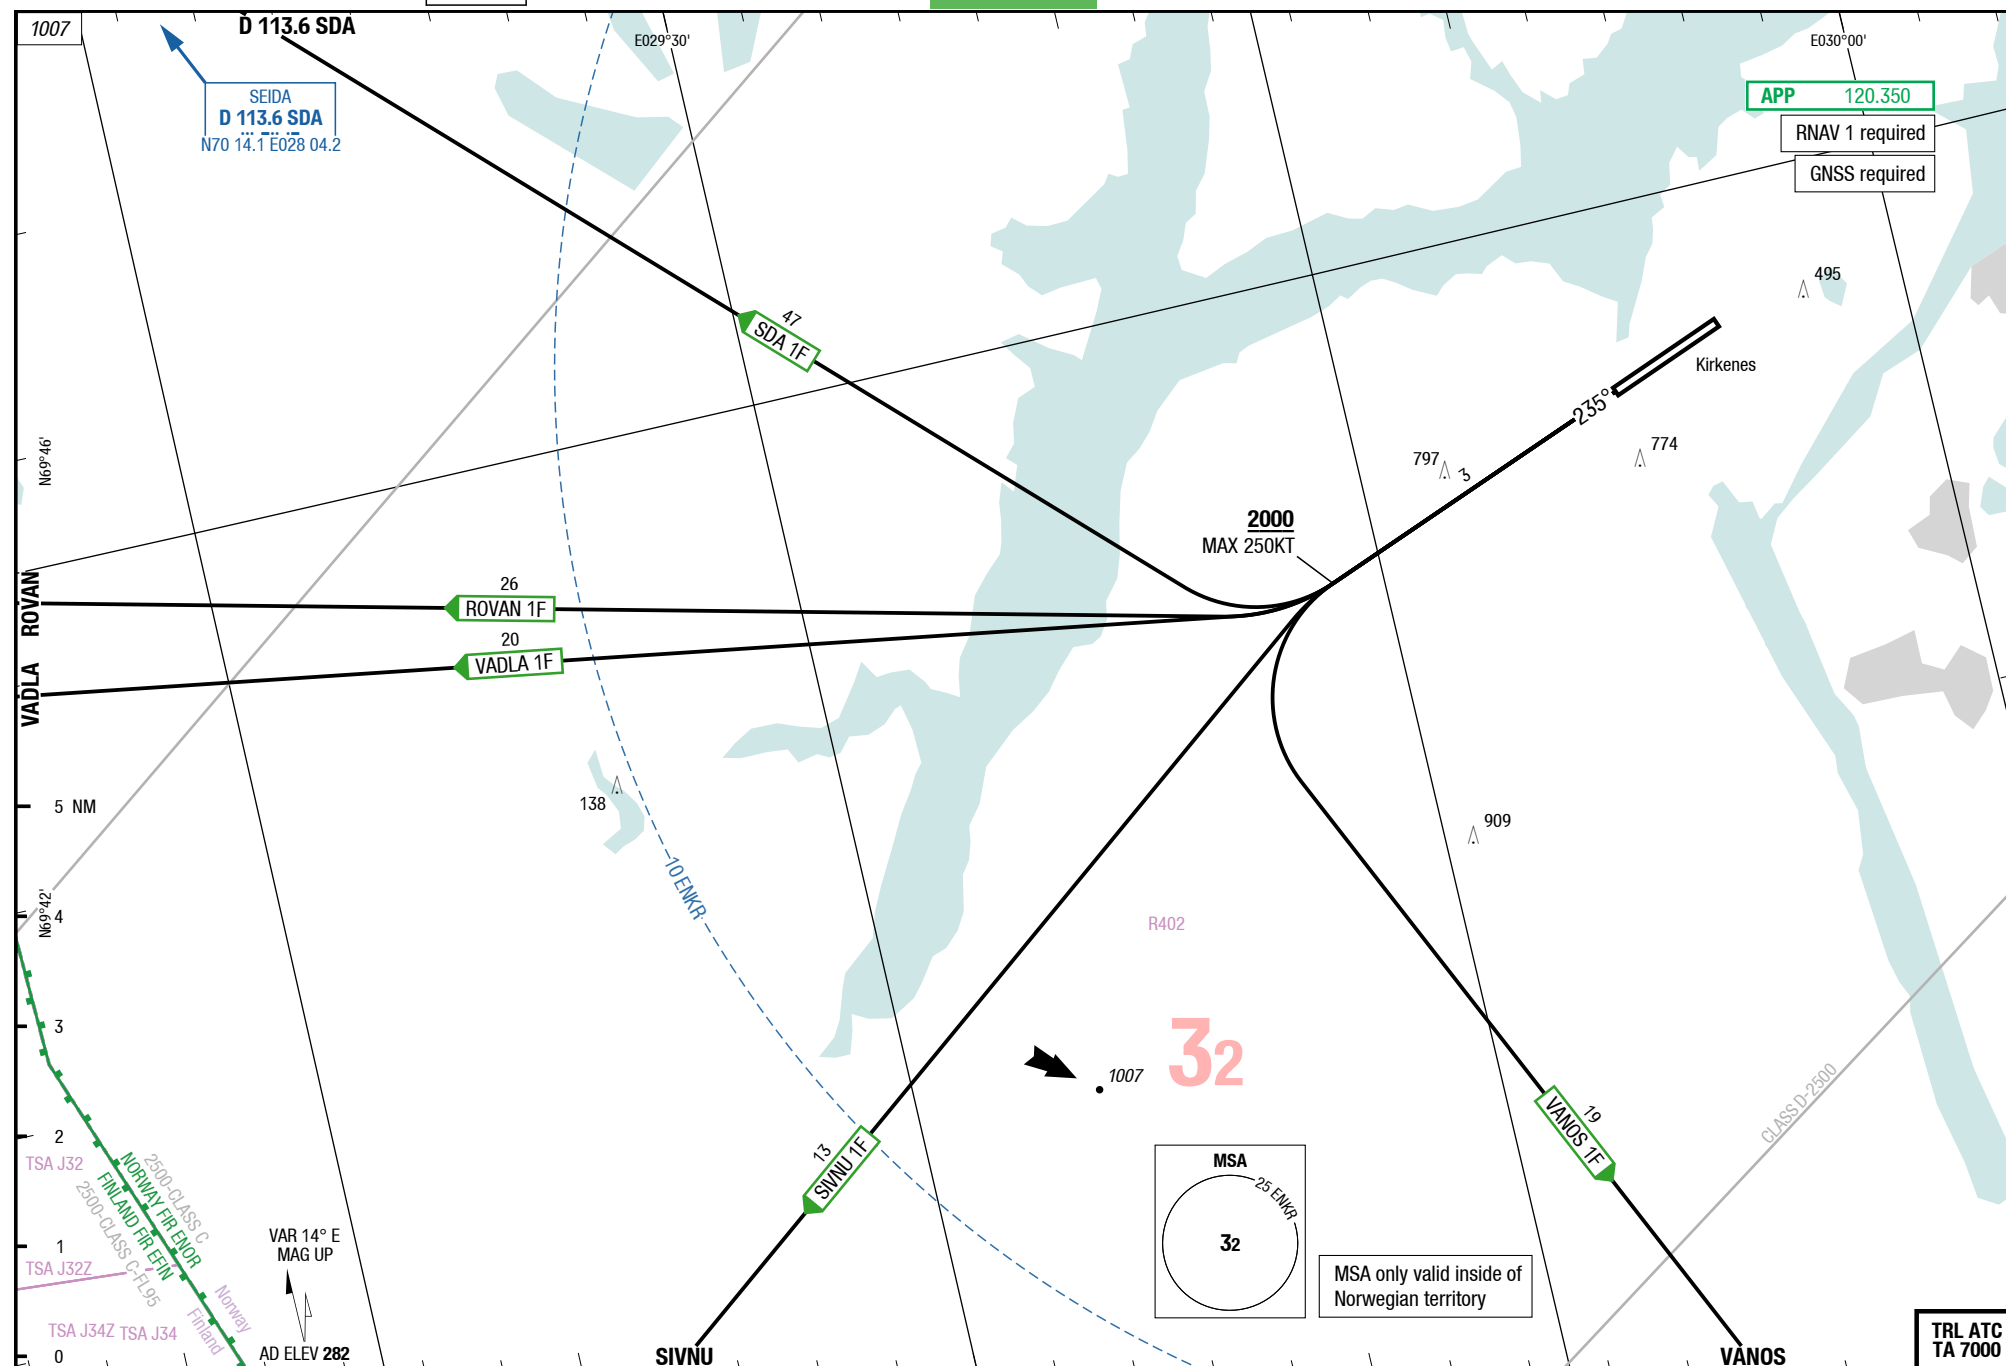 1007
D 113.6 SDA
SEIDA
D 113.6 SDA
N70 14.1 E028 04.2
E029°30'
E030°00'
APP 120.350
RNAV 1 required
GNSS required
495
47
SDA 1F
Kirkenes
235°
774
797
3
N69°46'
2000
MAX 250KT
ROVAN
26
ROVAN 1F
20
VADLA 1F
VADLA
138
5 NM
909
10 ENKR
N69°42'
4
R402
3
32
1007
2
TSA J32
2500-CLASS C
NORWAY FIR ENOR
FINLAND FIR EFIN
2500-CLASS C-FL95
13
SIVNU 1F
19
VANOS 1F
CLASS D-2500
MSA
25 ENKR
32
MSA only valid inside of
Norwegian territory
1
TSA J32Z
VAR 14° E
MAG UP
Norway
Finland
TSA J34Z TSA J34
0
AD ELEV 282
SIVNU
VANOS
TRL ATC
TA 7000